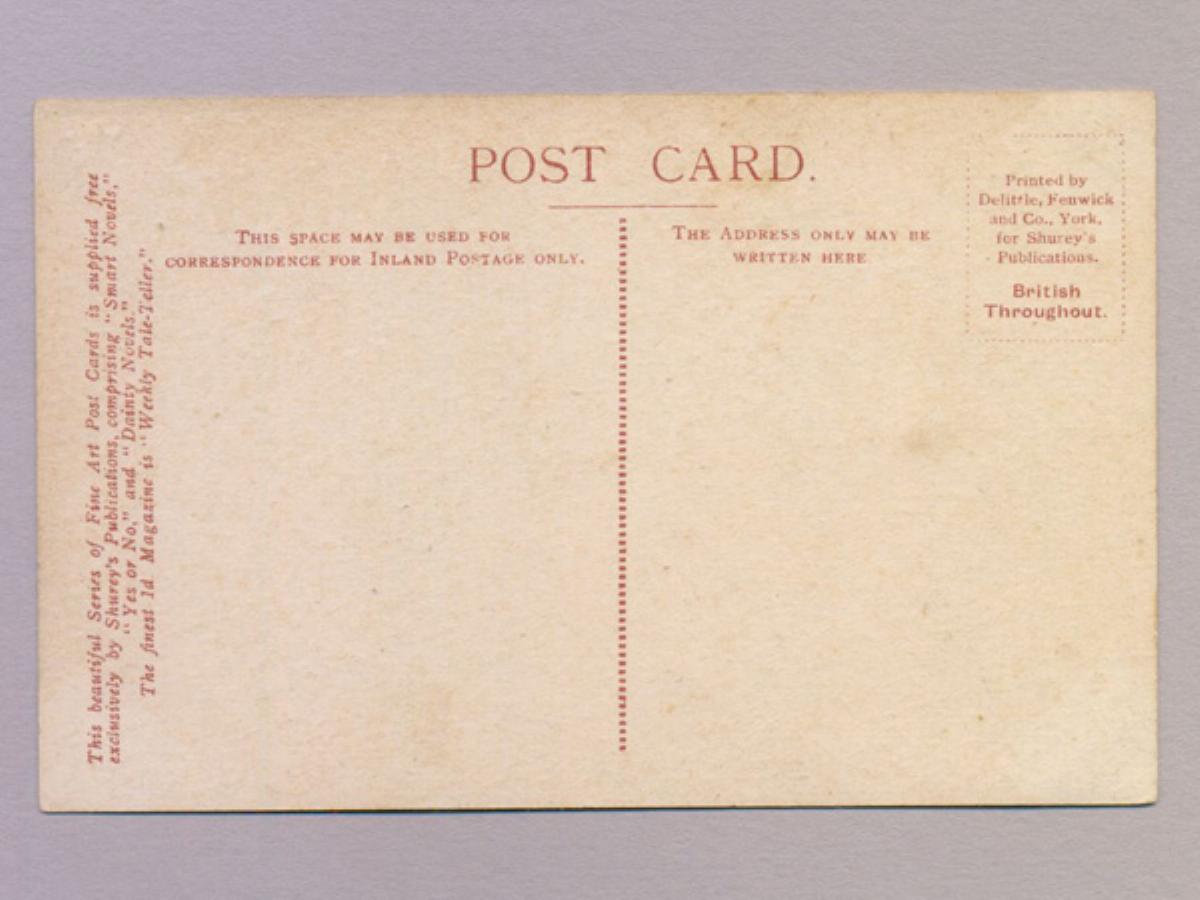 POST CARD.
THIS SPACE MAY BE USED FOR
CORRESPONDENCE FOR INLAND POSTAGE ONLY.
THE ADDRESS ONLY MAY BE
WRITTEN HERE
Printed by
Delittle, Fenwick
and Co., York,
for Shurey's
Publications.
British
Throughout.
This beautiful Series of Fine Art Post Cards is supplied free
exclusively by Shurey's Publications, comprising "Smart Novels,"
"Yes or No," and "Dainty Novels."
The finest 1d Magazine is "Weekly Tale-Teller."